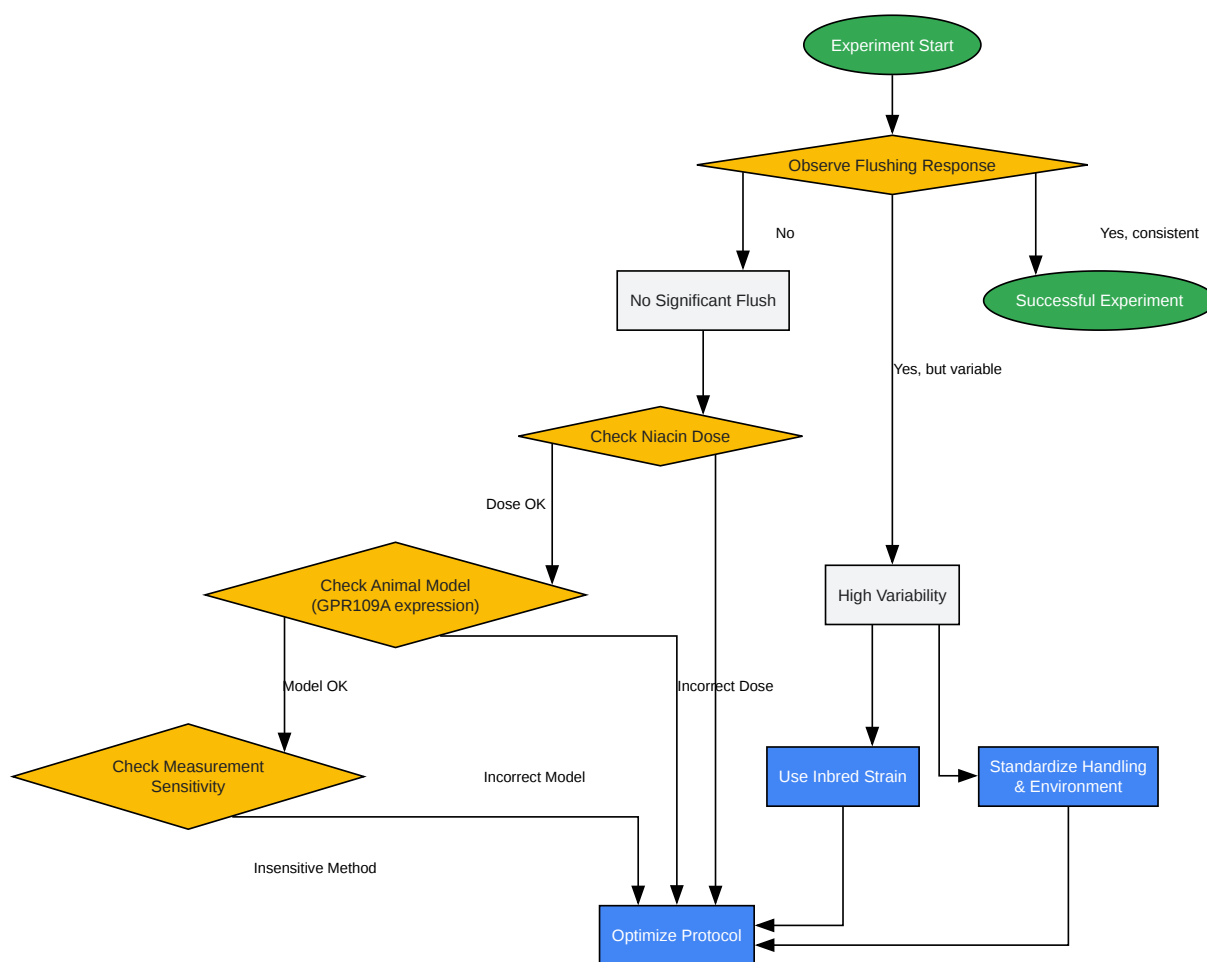 Experiment Start
Observe Flushing Response
No
Yes, consistent
No Significant Flush
Successful Experiment
Yes, but variable
Check Niacin Dose
Dose OK
Check Animal Model
(GPR109A expression)
High Variability
Model OK
Incorrect Dose
Check Measurement
Sensitivity
Incorrect Model
Use Inbred Strain
Standardize Handling
& Environment
Insensitive Method
Optimize Protocol